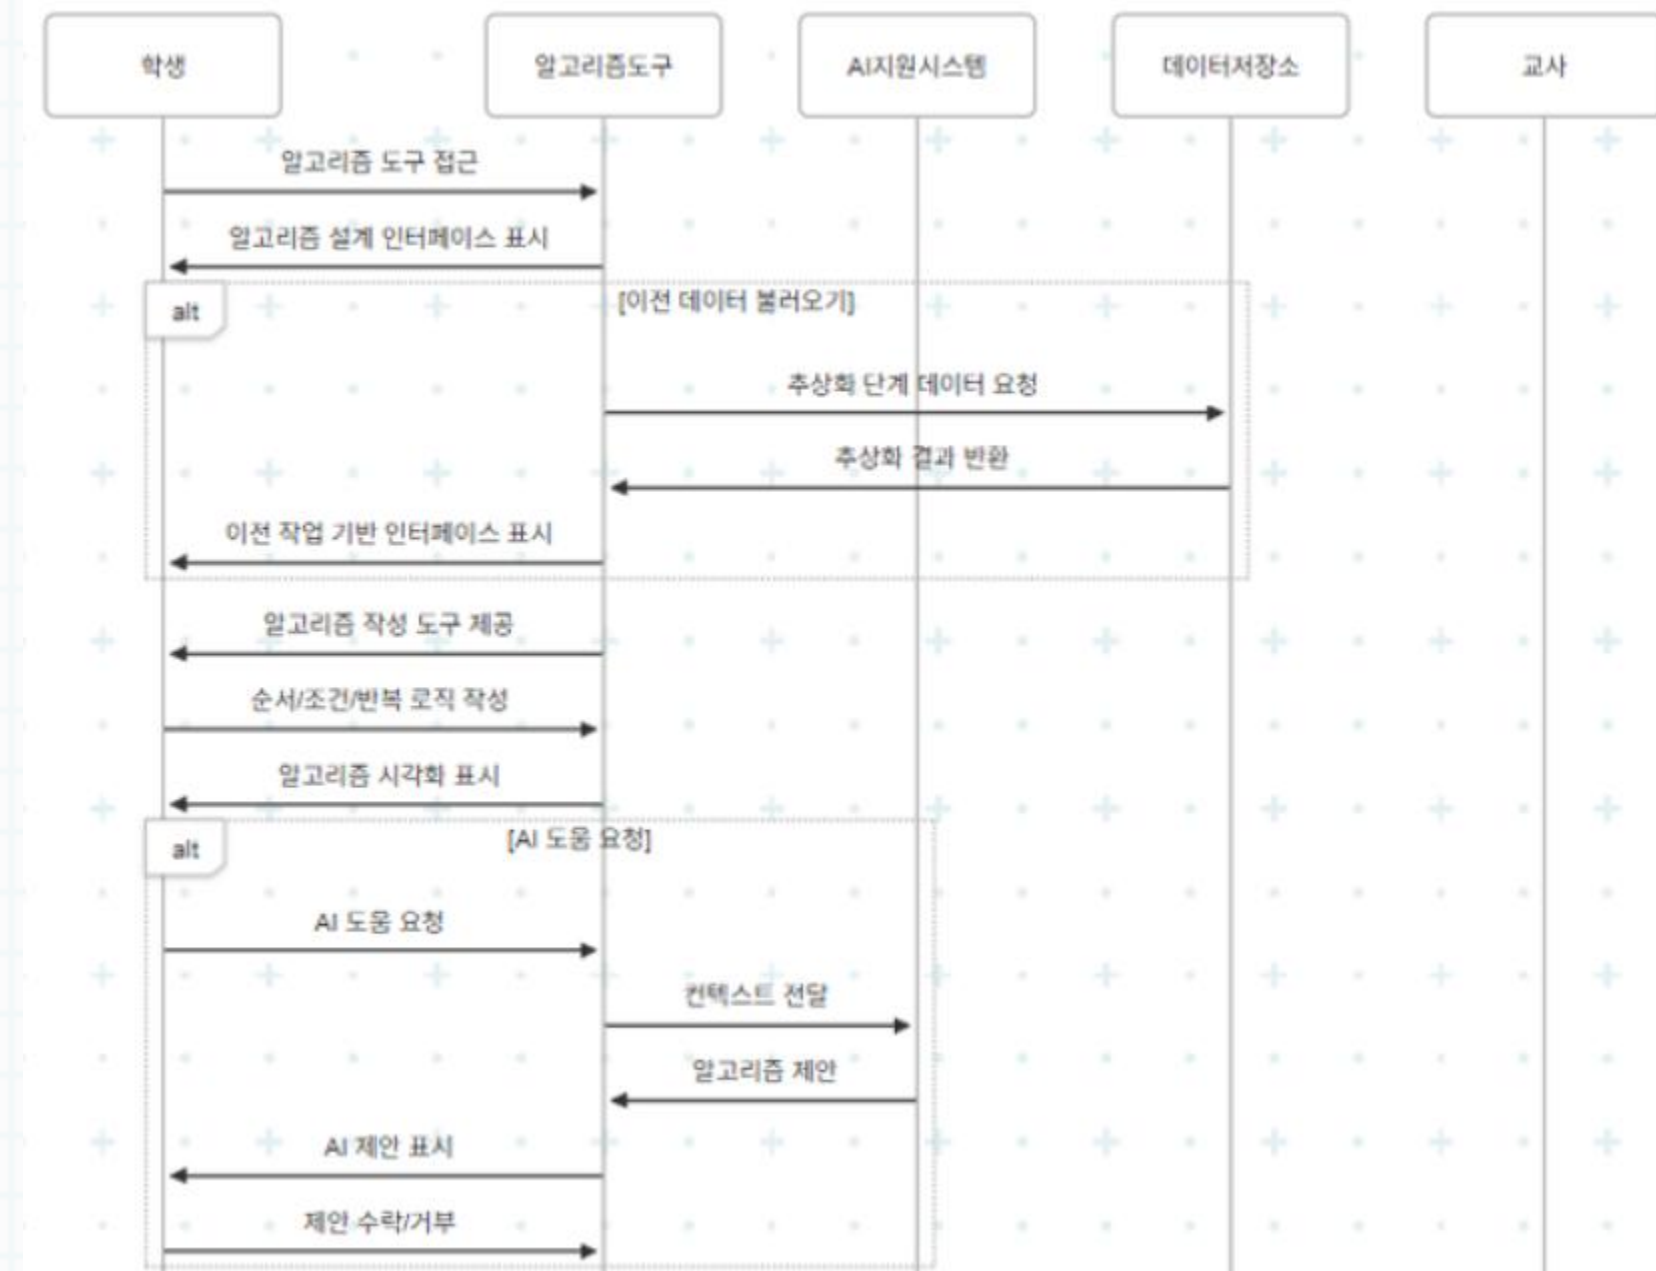 학생
알고리즘도구
AI지원시스템
데이터저장소
교사
알고리즘 도구 접근
알고리즘 설계 인터페이스 표시
alt
[이전 데이터 불러오기]
추상화 단계 데이터 요청
추상화 결과 반환
이전 작업 기반 인터페이스 표시
알고리즘 작성 도구 제공
순서/조건/반복 로직 작성
알고리즘 시각화 표시
alt
[AI 도움 요청]
AI 도움 요청
컨텍스트 전달
알고리즘 제안
AI 제안 표시
제안 수락/거부